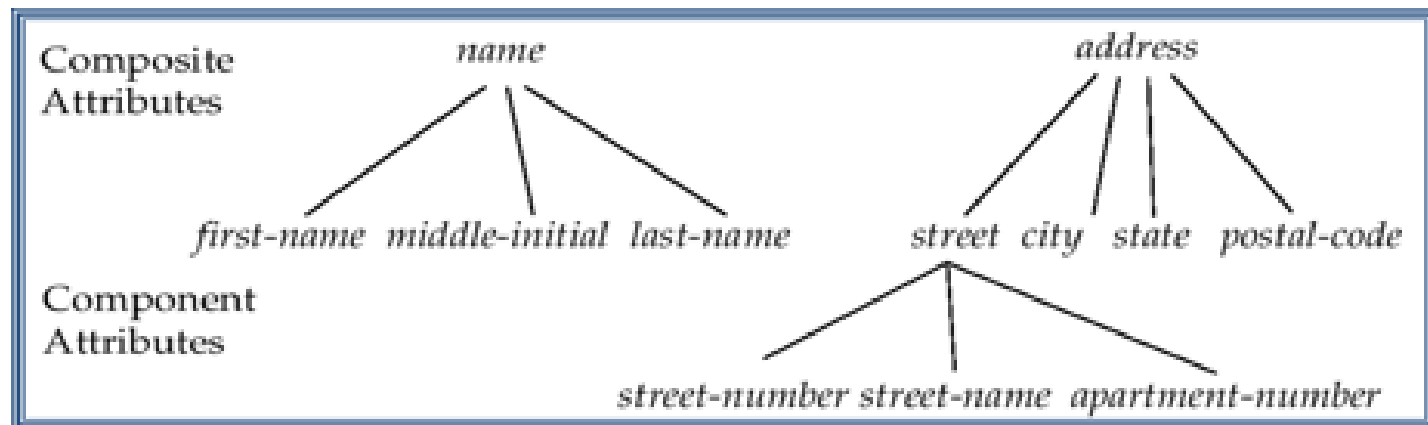 Composite
Attributes
name
address
first-name middle-initial last-name
street city state postal-code
Component
Attributes
street-number street-name apartment-number